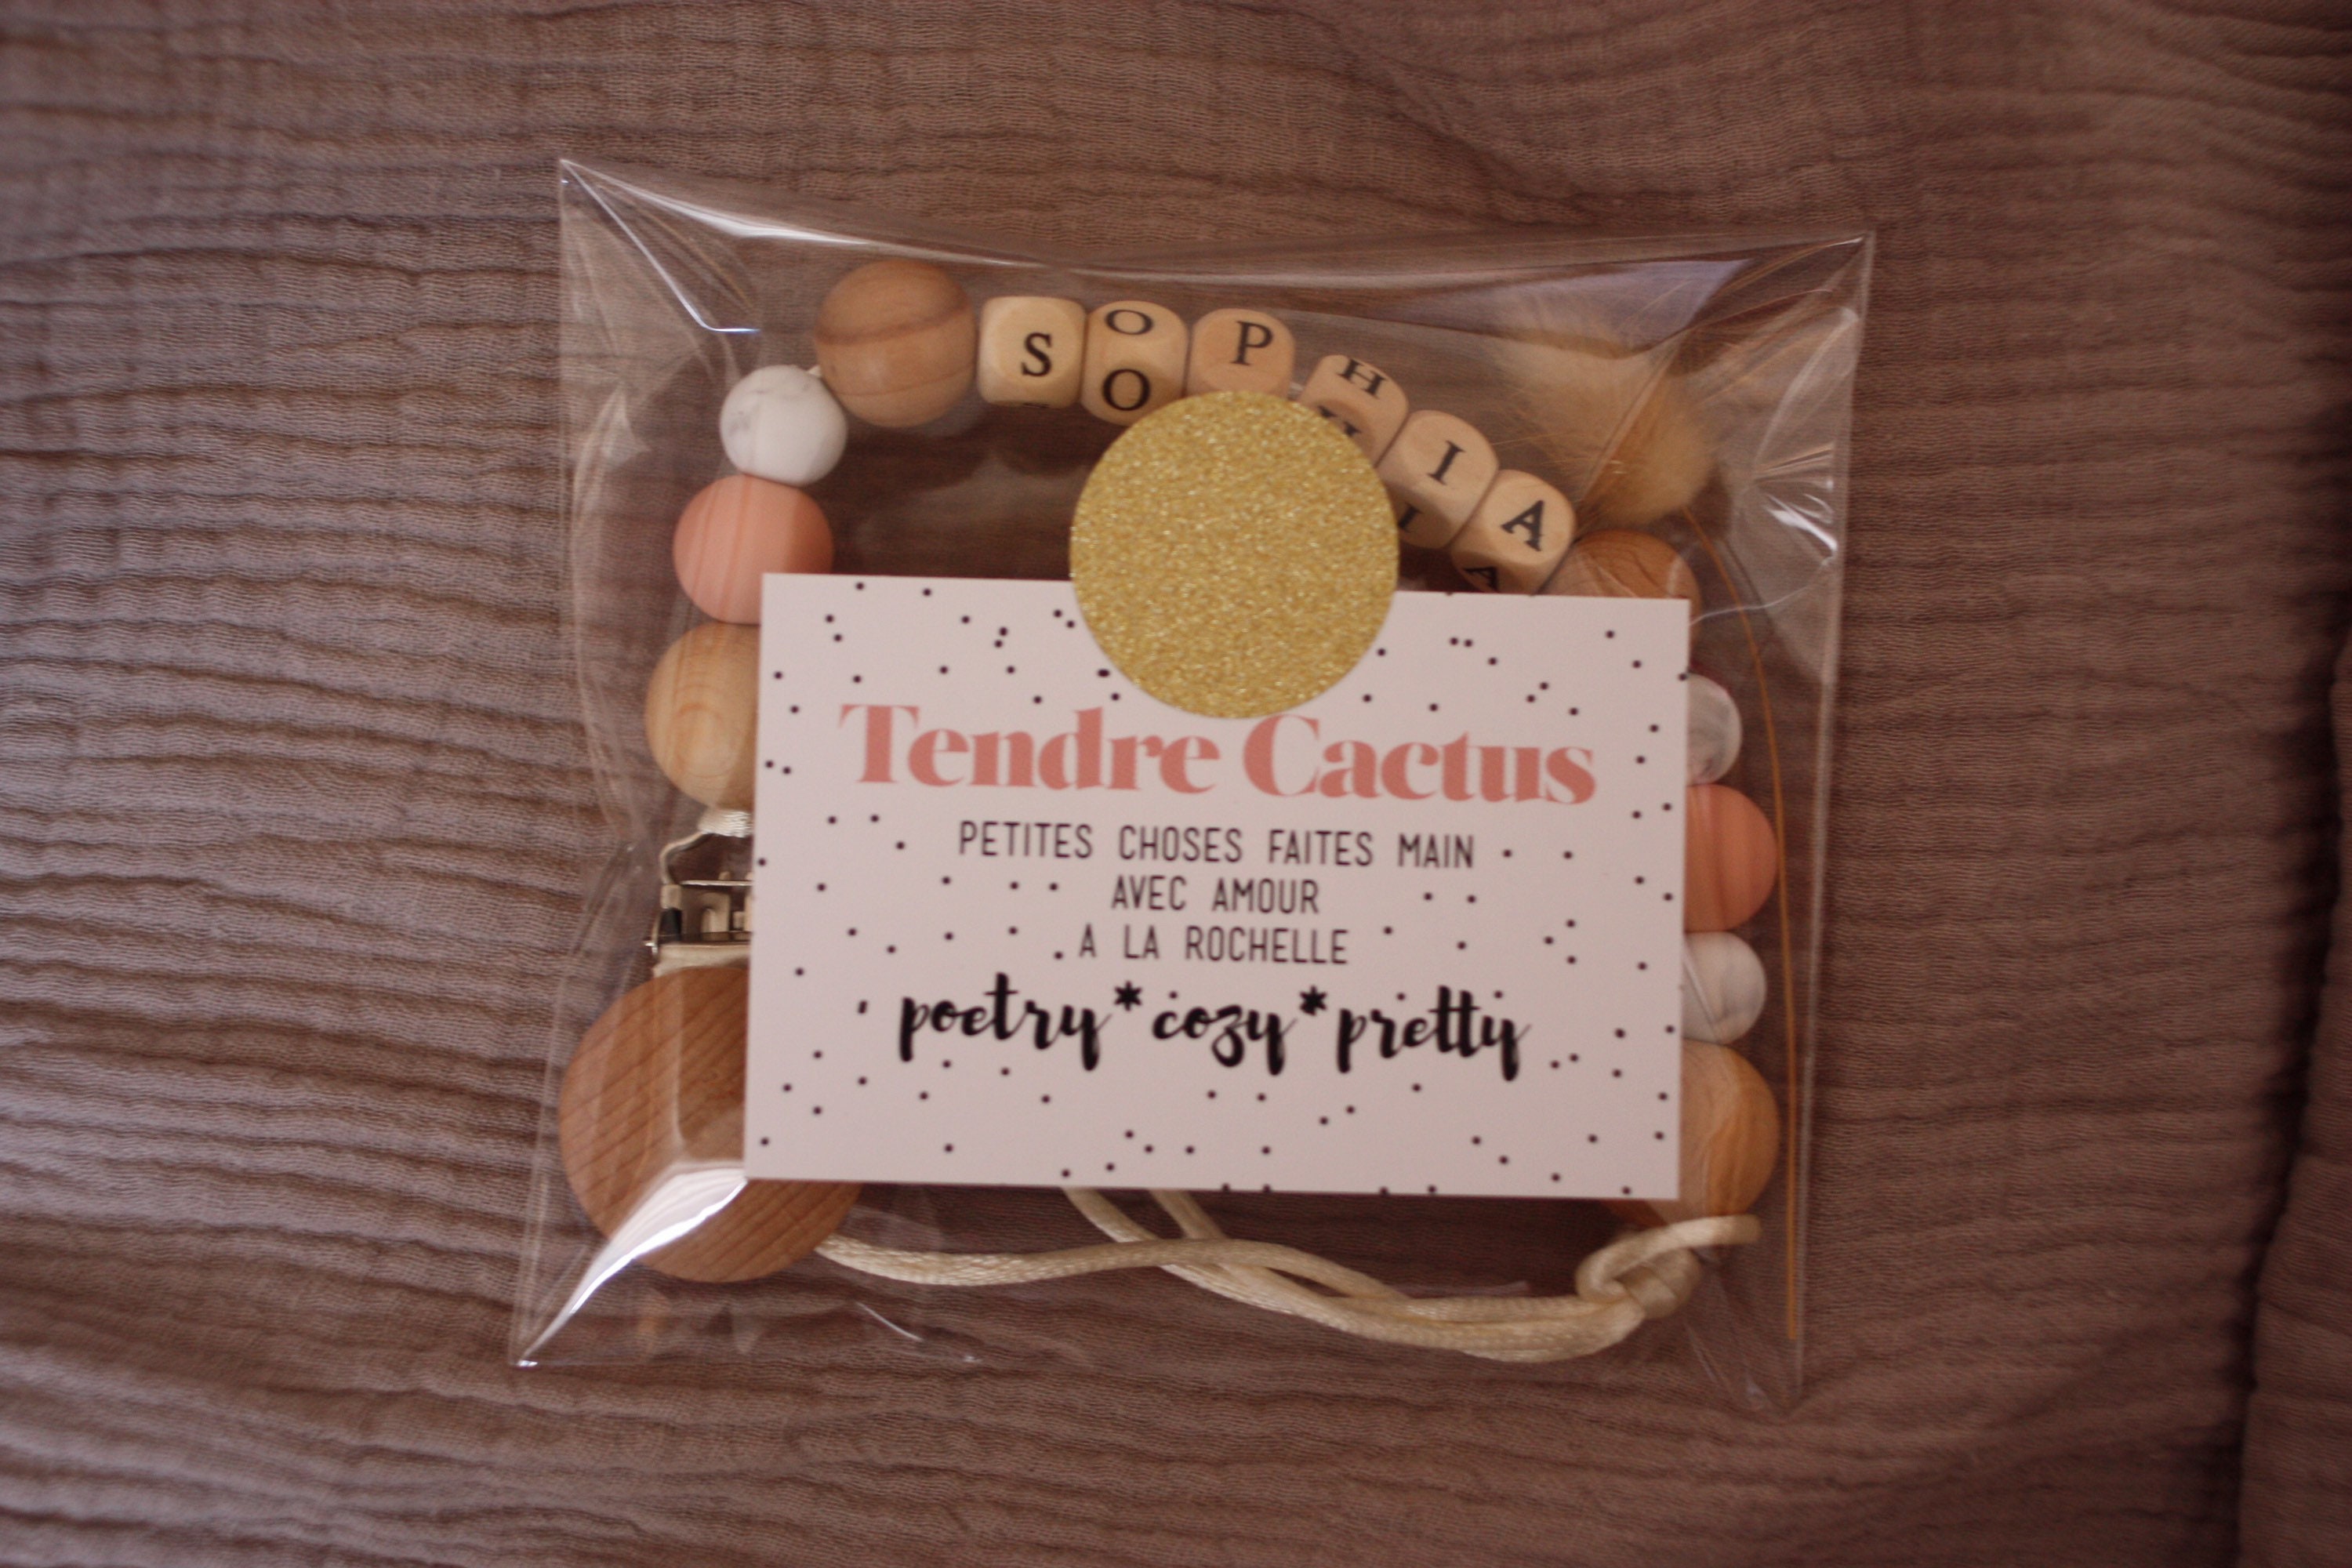 SOPHIA
Tendre Cactus
PETITES CHOSES FAITES MAIN
AVEC AMOUR
A LA ROCHELLE
poetry*cozy*pretty